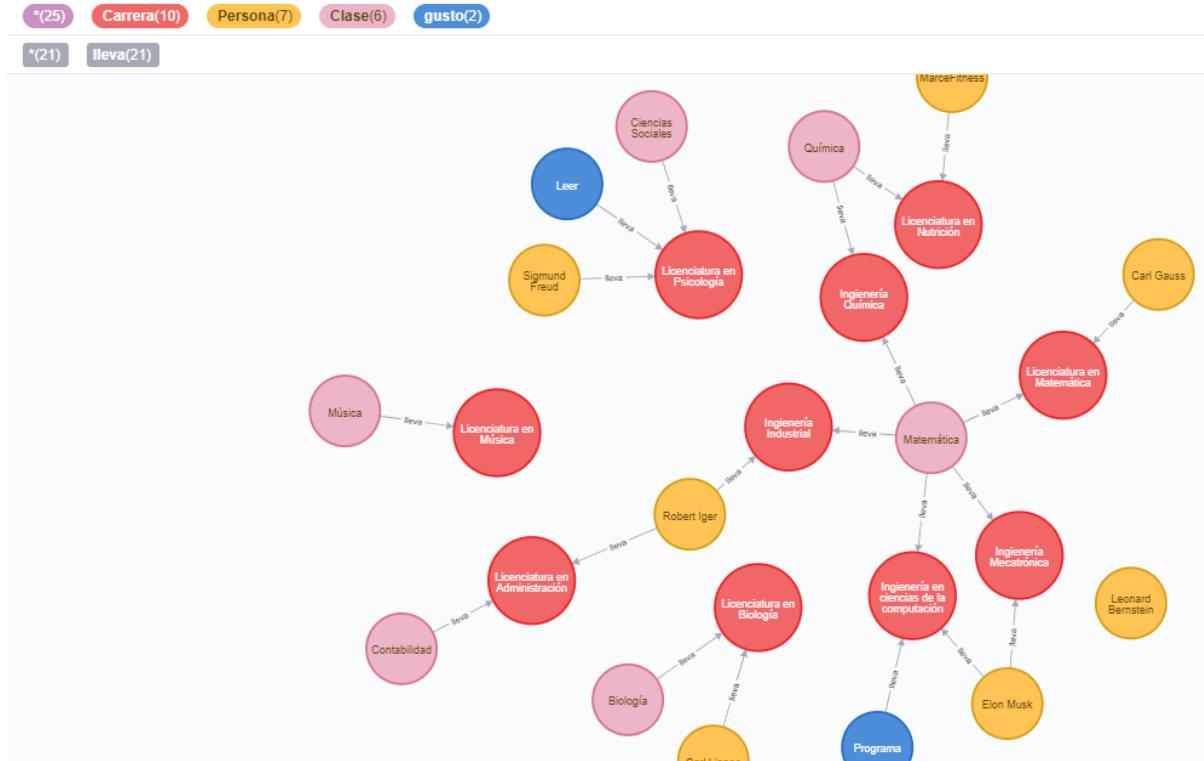 *(25) Carrera(10) Persona(7) Clase(6) gusto(2)
*(21) lleva(21)
MarceFitness
Ciencias
Sociales
Química
lleva
Leer
lleva
lleva
lleva
lleva
Licenciatura en
Nutrición
lleva
Sigmund
Freud
lleva
Licenciatura en
Psicología
Carl Gauss
Ingienería
Química
lleva
lleva
Licenciatura en
Matemática
Música
lleva
Licenciatura en
Música
Ingienería
Industrial
lleva
Matemática
lleva
lleva
lleva
lleva
Robert Iger
lleva
Ingienería
Mecatrónica
Licenciatura en
Administración
Licenciatura en
Biología
Ingienería en
ciencias de la
computación
Leonard
Bernstein
lleva
lleva
Contabilidad
lleva
lleva
lleva
lleva
Biología
Elon Musk
Programa